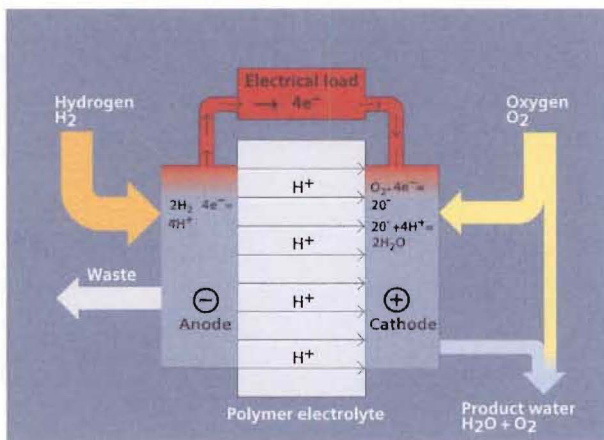 Electrical load
→ 4e⁻
Hydrogen
H2
Oxygen
O2
2H2 4e⁻=
4H⁺
O2+4e⁻=
2O⁻
2O⁻+4H⁺=
2H2O
H⁺
H⁺
H⁺
H⁺
Waste
−
Anode
+
Cathode
Polymer electrolyte
Product water
H2O + O2